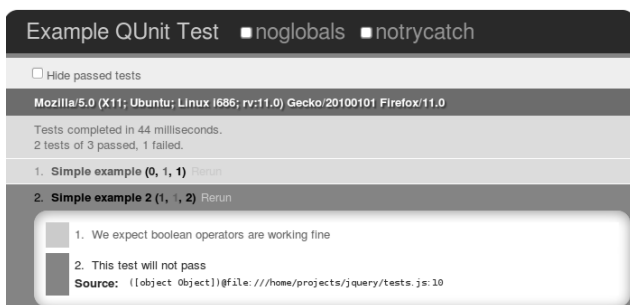 Example QUnit Test noglobals notrycatch
Hide passed tests
Mozilla/5.0 (X11; Ubuntu; Linux i686; rv:11.0) Gecko/20100101 Firefox/11.0
Tests completed in 44 milliseconds.
2 tests of 3 passed, 1 failed.
1. Simple example (0, 1, 1) Rerun
2. Simple example 2 (1, 1, 2) Rerun
1. We expect boolean operators are working fine
2. This test will not pass
Source: ([object Object])@file:///home/projects/jquery/tests.js:10